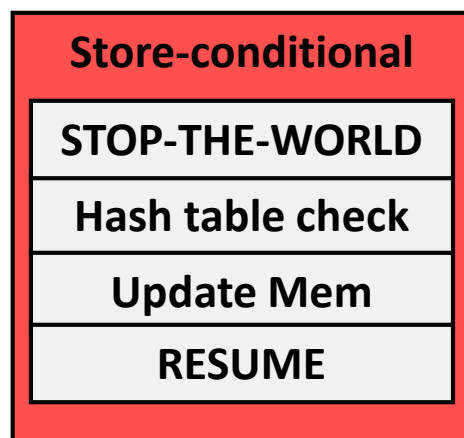 Store-conditional
STOP-THE-WORLD
Hash table check
Update Mem
RESUME